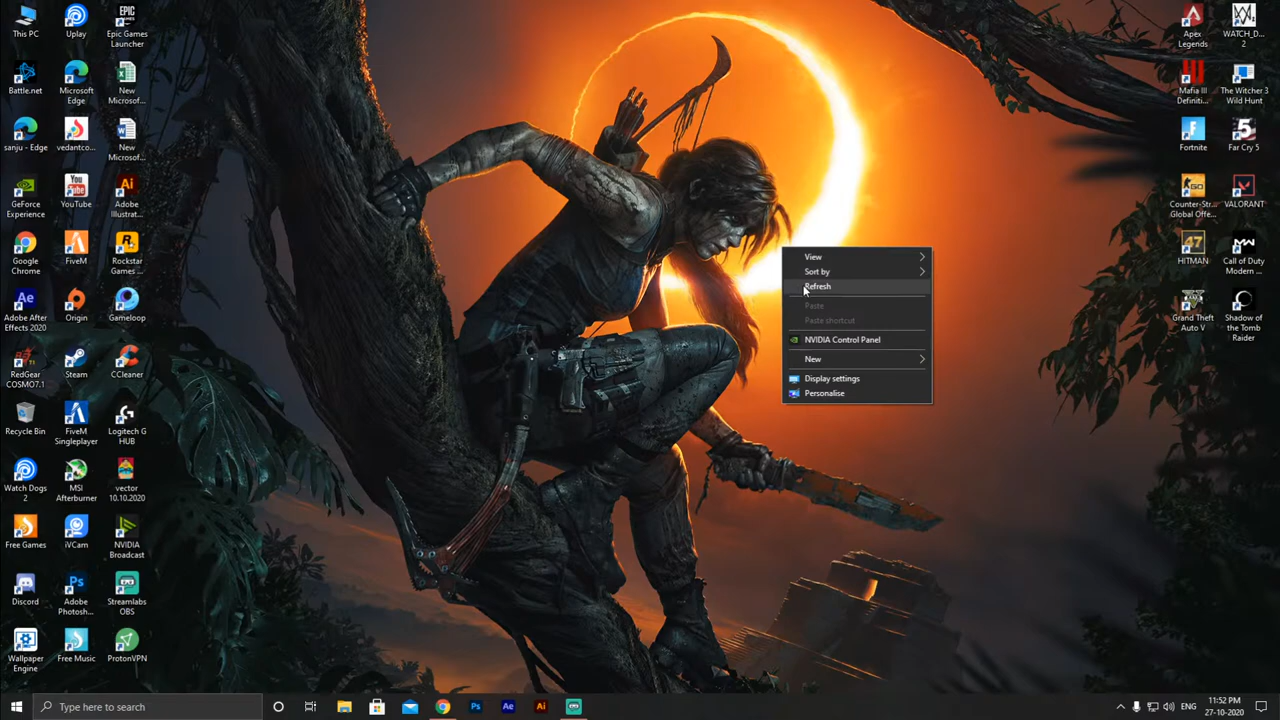 This PC
Uplay
Epic Games
Launcher
Battle.net
Microsoft
Edge
New
Microsof...
sanju - Edge
vedantco...
New
Microsof...
GeForce
Experience
YouTube
Adobe
Illustrat...
Google
Chrome
FiveM
Rockstar
Games ...
Adobe After
Effects 2020
Origin
Gameloop
RedGear
COSMO7.1
Steam
CCleaner
Recycle Bin
FiveM
Singleplayer
Logitech G
HUB
Watch Dogs
2
MSI
Afterburner
vector
10.10.2020
Free Games
iVCam
NVIDIA
Broadcast
Discord
Adobe
Photosh...
Streamlabs
OBS
Wallpaper
Engine
Free Music
ProtonVPN
View
Sort by
Refresh
Paste
Paste shortcut
NVIDIA Control Panel
New
Display settings
Personalise
Apex
Legends
WATCH_D...
2
Mafia III
Definiti...
The Witcher 3
Wild Hunt
Fortnite
Far Cry 5
Counter-Str...
Global Offe...
VALORANT
HITMAN
Call of Duty
Modern ...
Grand Theft
Auto V
Shadow of
the Tomb
Raider
Type here to search
ENG
11:52 PM
27-10-2020